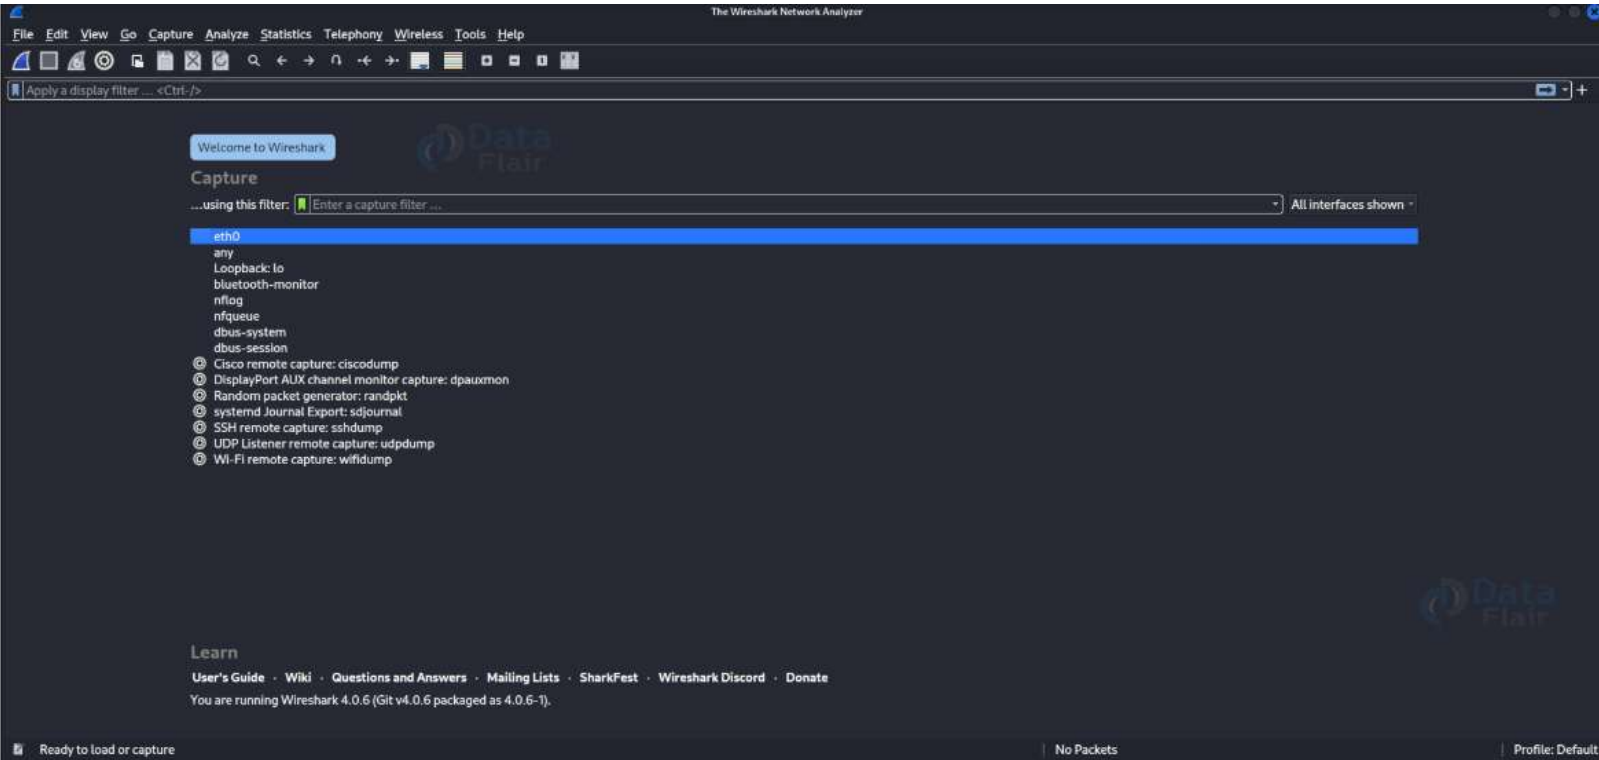 The Wireshark Network Analyzer
File Edit View Go Capture Analyze Statistics Telephony Wireless Tools Help
Apply a display filter ... <Ctrl-/>
Data
Flair
Welcome to Wireshark
Capture
...using this filter: Enter a capture filter ... All interfaces shown
eth0
any
Loopback: lo
bluetooth-monitor
nflog
nfqueue
dbus-system
dbus-session
Cisco remote capture: ciscodump
DisplayPort AUX channel monitor capture: dpauxmon
Random packet generator: randpkt
systemd Journal Export: sdjournal
SSH remote capture: sshdump
UDP Listener remote capture: udpdump
Wi-Fi remote capture: wifidump
Data
Flair
Learn
User's Guide · Wiki · Questions and Answers · Mailing Lists · SharkFest · Wireshark Discord · Donate
You are running Wireshark 4.0.6 (Git v4.0.6 packaged as 4.0.6-1).
Ready to load or capture No Packets Profile: Default